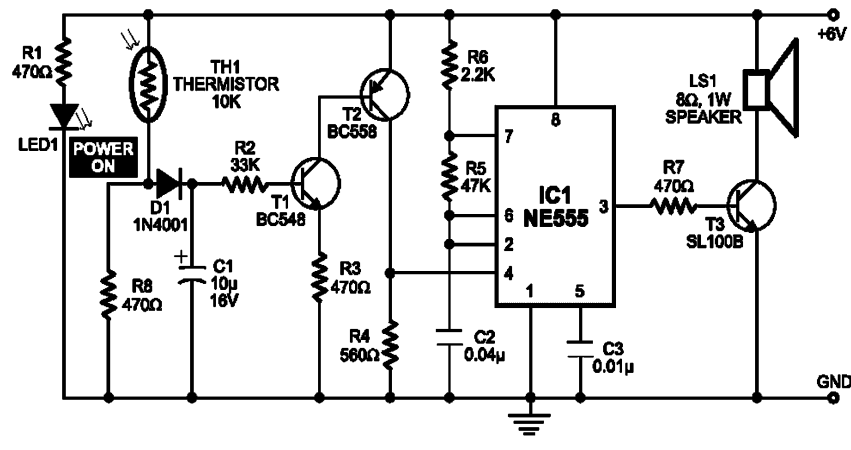 +6V
R1
470Ω
LED1
POWER
ON
TH1
THERMISTOR
10K
D1
1N4001
R8
470Ω
+
C1
10µ
16V
R2
33K
T1
BC548
R3
470Ω
T2
BC558
R4
560Ω
R6
2.2K
R5
47K
C2
0.04µ
7
6
2
4
8
IC1
NE555
3
1
5
C3
0.01µ
R7
470Ω
LS1
8Ω, 1W
SPEAKER
T3
SL100B
GND